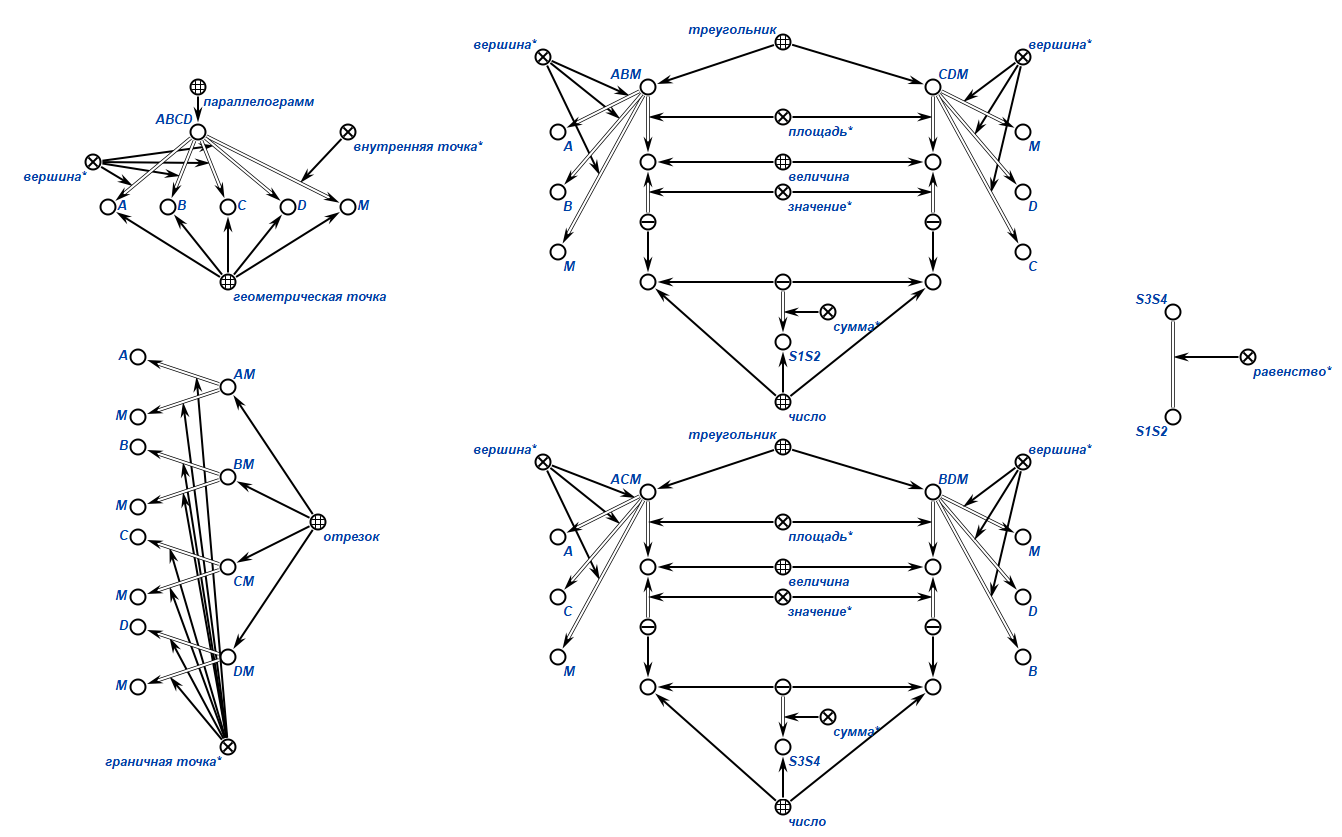 параллелограмм
ABCD
внутренняя точка*
вершина*
A
B
C
D
M
геометрическая точка
A
AM
M
B
BM
M
C
отрезок
CM
M
D
DM
M
граничная точка*
треугольник
вершина*
вершина*
ABM
CDM
площадь*
A
M
величина
значение*
B
D
M
C
сумма*
S1S2
число
S3S4
равенство*
S1S2
треугольник
вершина*
вершина*
ACM
BDM
площадь*
A
M
величина
значение*
C
D
M
B
сумма*
S3S4
число